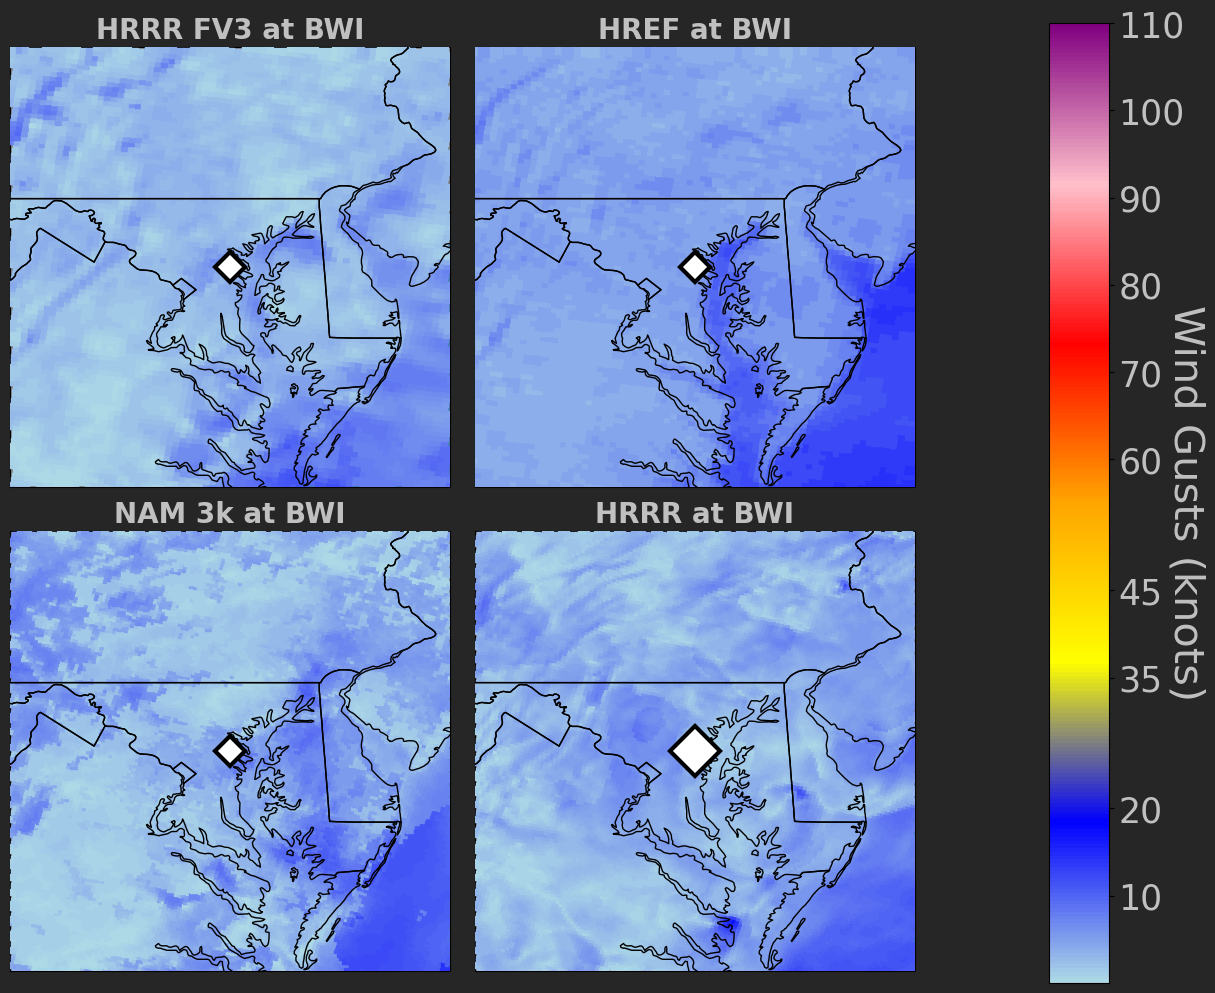 HRRR FV3 at BWI
HREF at BWI
NAM 3k at BWI
HRRR at BWI
110
100
90
80
70
60
45
35
20
10
Wind Gusts (knots)